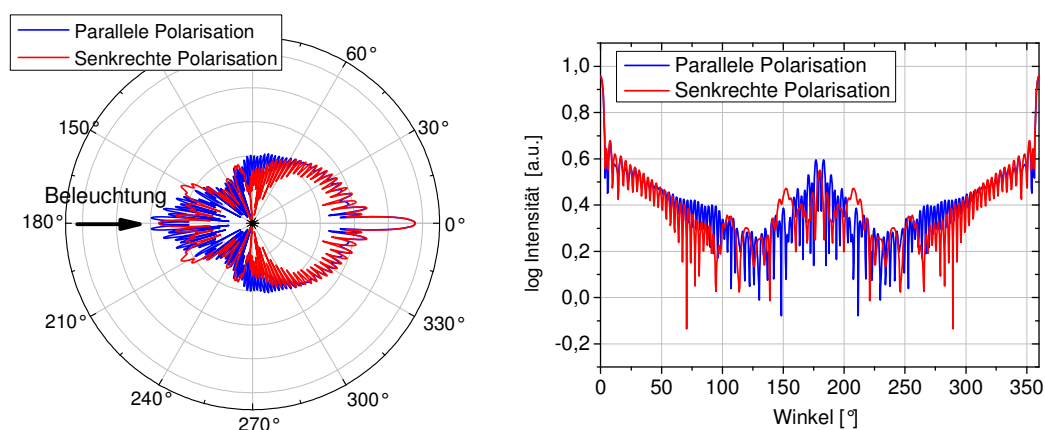 Parallele Polarisation
Senkrechte Polarisation
60°
30°
0°
330°
300°
270°
240°
210°
180°
150°
Beleuchtung
Parallele Polarisation
Senkrechte Polarisation
log Intensität [a.u.]
1,0
0,8
0,6
0,4
0,2
0,0
-0,2
0 50 100 150 200 250 300 350
Winkel [°]